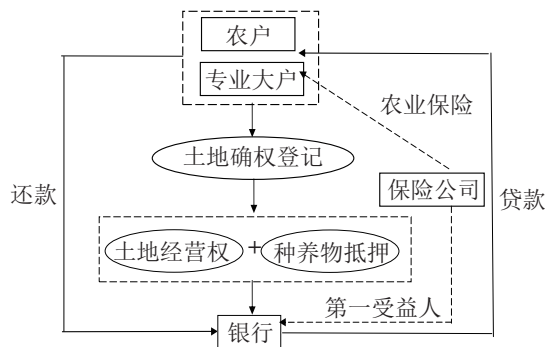 农户
专业大户
农业保险
土地确权登记
还款
保险公司
贷款
土地经营权
+
种养物抵押
第一受益人
银行